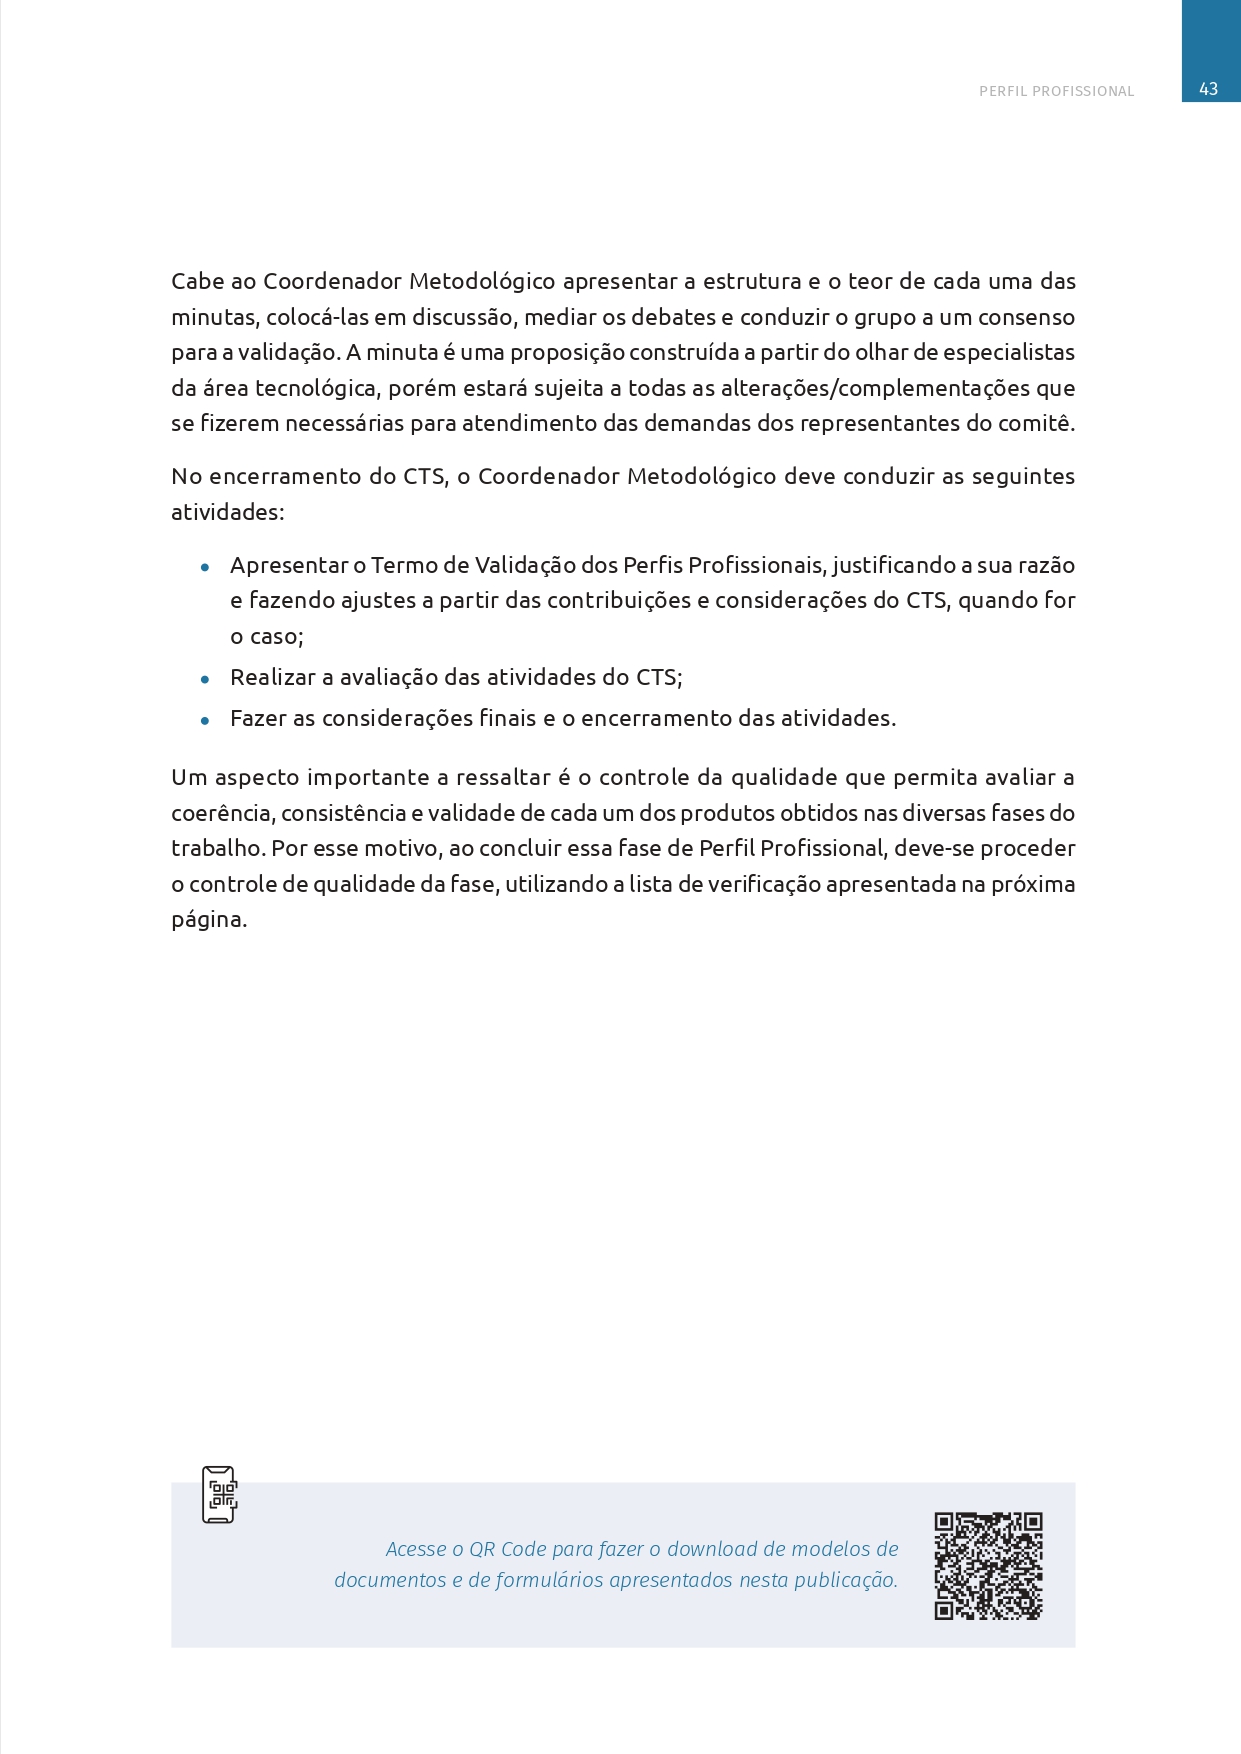 PERFIL PROFISSIONAL
43
Cabe ao Coordenador Metodológico apresentar a estrutura e o teor de cada uma das
minutas, colocá-las em discussão, mediar os debates e conduzir o grupo a um consenso
para a validação. A minuta é uma proposição construída a partir do olhar de especialistas
da área tecnológica, porém estará sujeita a todas as alterações/complementações que
se fizerem necessárias para atendimento das demandas dos representantes do comitê.
No encerramento do CTS, o Coordenador Metodológico deve conduzir as seguintes
atividades:
• Apresentar o Termo de Validação dos Perfis Profissionais, justificando a sua razão
e fazendo ajustes a partir das contribuições e considerações do CTS, quando for
o caso;
• Realizar a avaliação das atividades do CTS;
• Fazer as considerações finais e o encerramento das atividades.
Um aspecto importante a ressaltar é o controle da qualidade que permita avaliar a
coerência, consistência e validade de cada um dos produtos obtidos nas diversas fases do
trabalho. Por esse motivo, ao concluir essa fase de Perfil Profissional, deve-se proceder
o controle de qualidade da fase, utilizando a lista de verificação apresentada na próxima
página.
Acesse o QR Code para fazer o download de modelos de
documentos e de formulários apresentados nesta publicação.